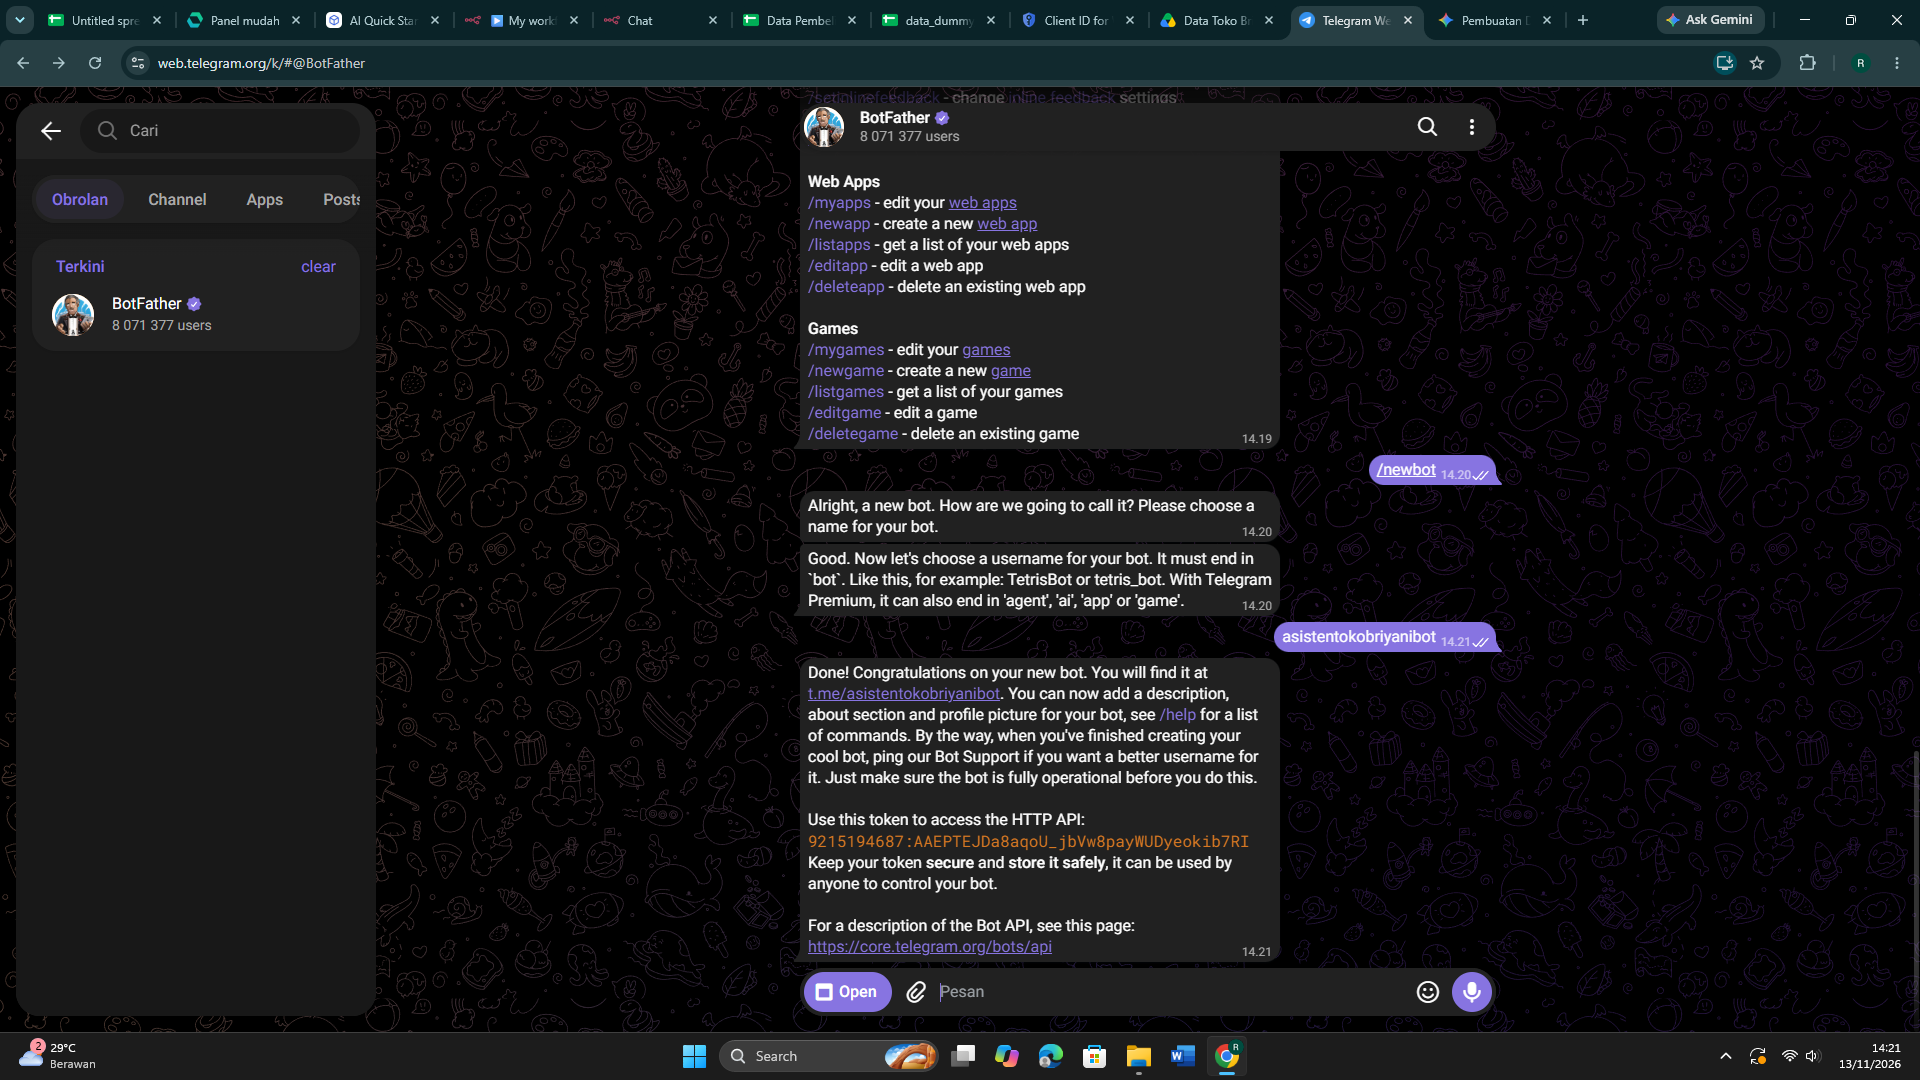 Untitled spre
Panel mudah
AI Quick Star
My work
Chat
Data Pembel
data_dummy
Client ID for
Data Toko Br
Telegram We
Pembuatan D
Ask Gemini
web.telegram.org/k/#@BotFather
R
Cari
Obrolan
Channel
Apps
Posts
Terkini
clear
BotFather
8 071 377 users
/setinlinefeedback - change inline feedback settings
BotFather
8 071 377 users
Web Apps
/myapps - edit your web apps
/newapp - create a new web app
/listapps - get a list of your web apps
/editapp - edit a web app
/deleteapp - delete an existing web app
Games
/mygames - edit your games
/newgame - create a new game
/listgames - get a list of your games
/editgame - edit a game
/deletegame - delete an existing game
14.19
/newbot 14.20
Alright, a new bot. How are we going to call it? Please choose a
name for your bot.
14.20
Good. Now let's choose a username for your bot. It must end in
`bot`. Like this, for example: TetrisBot or tetris_bot. With Telegram
Premium, it can also end in 'agent', 'ai', 'app' or 'game'.
14.20
asistentokobriyanibot 14.21
Done! Congratulations on your new bot. You will find it at
t.me/asistentokobriyanibot. You can now add a description,
about section and profile picture for your bot, see /help for a list
of commands. By the way, when you've finished creating your
cool bot, ping our Bot Support if you want a better username for
it. Just make sure the bot is fully operational before you do this.
Use this token to access the HTTP API:
9215194687:AAEPTEJDa8aqoU_jbVw8payWUDyeokib7RI
Keep your token secure and store it safely, it can be used by
anyone to control your bot.
For a description of the Bot API, see this page:
https://core.telegram.org/bots/api
14.21
Open
Pesan
2
29°C
Berawan
Search
R
14:21
13/11/2026